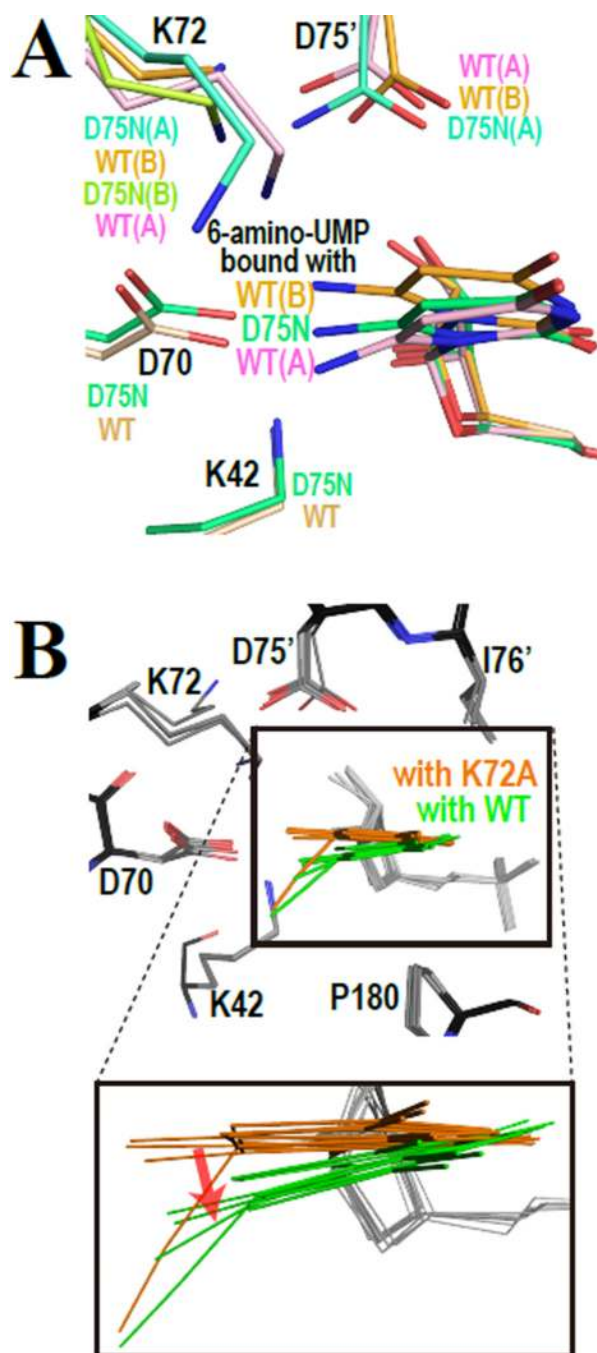 A
K72
D75’
WT(A)
WT(B)
D75N(A)
D75N(A)
WT(B)
D75N(B)
WT(A)
6-amino-UMP
bound with
WT(B)
D75N
WT(A)
D70
D75N
WT
K42
D75N
WT
B
D75’
I76’
K72
with K72A
with WT
D70
K42
P180